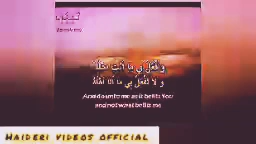 وَافْعَلْ بِي مَا أَنْتَ أَهْلُهُ
وَ لَا تَفْعَلْ بِي مَا أَنَا أَهْلُهُ
And do unto me as it befits You
and not what befits me
HAIDERI VIDEOS OFFICIAL